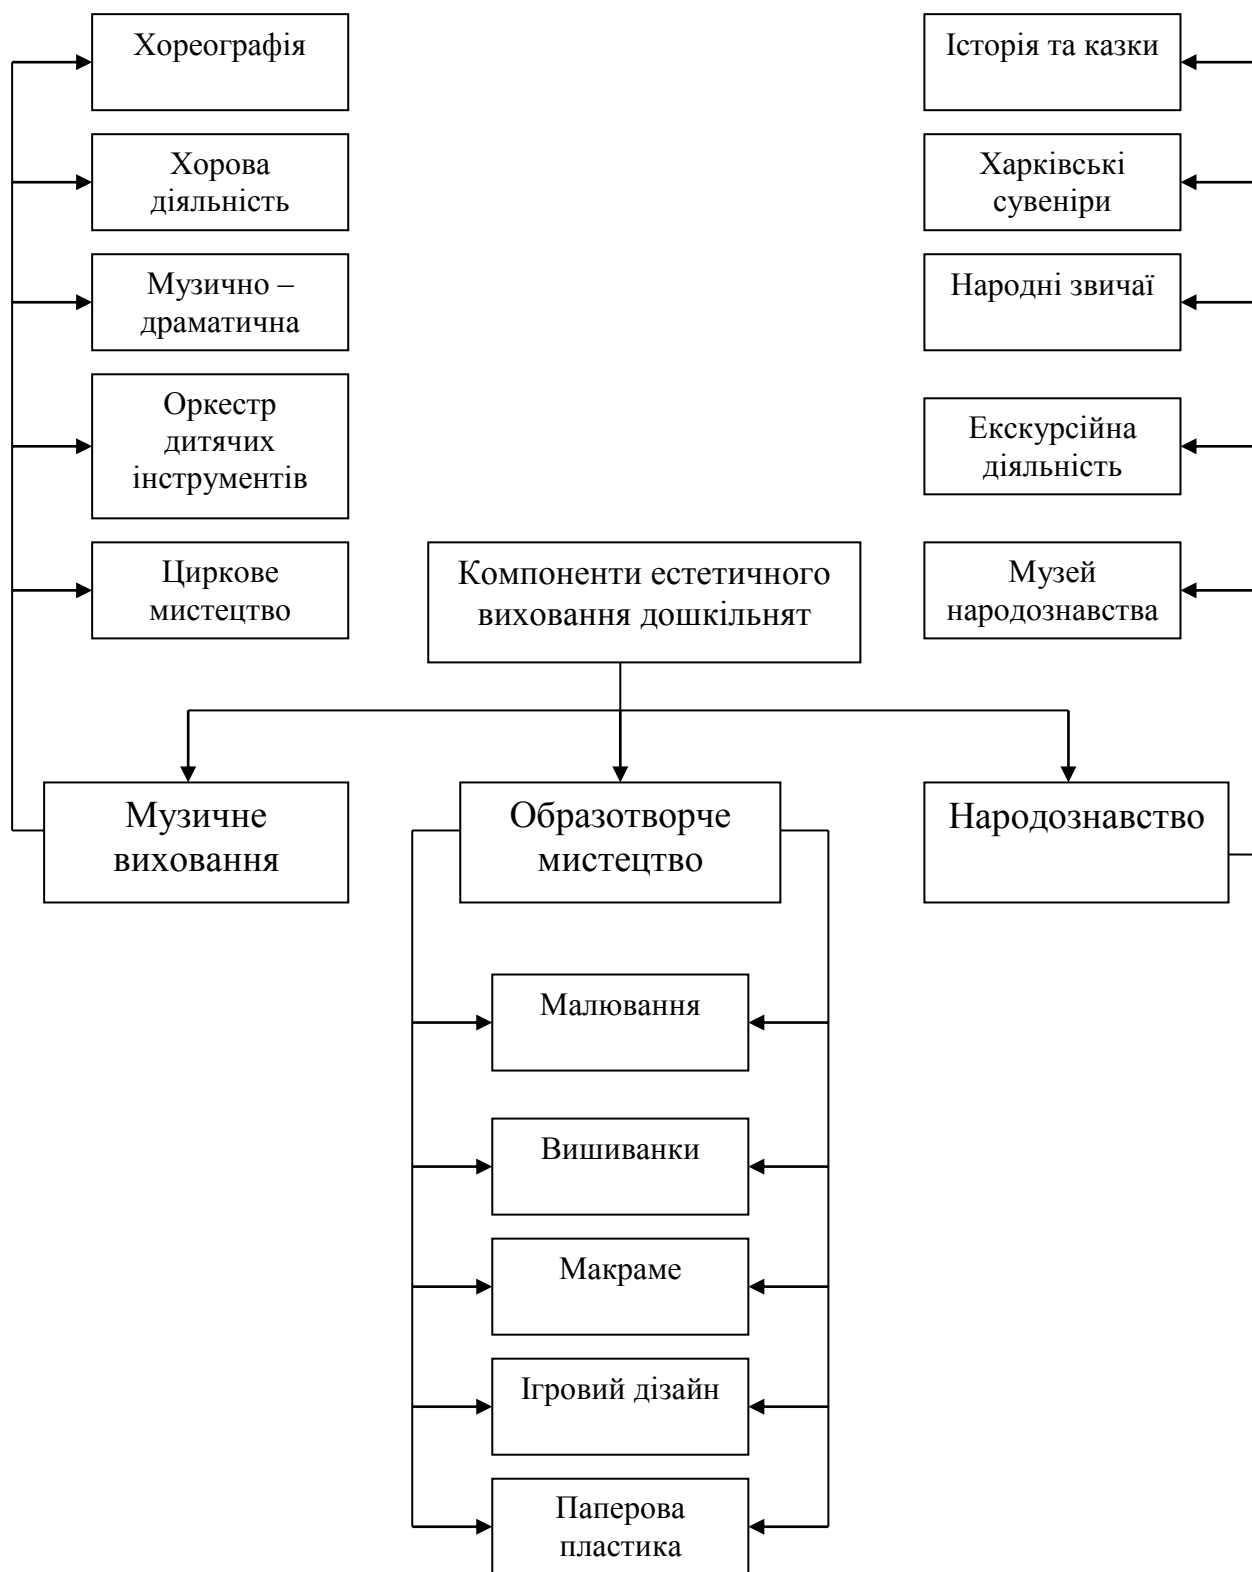 Хореографія
Хорова
діяльність
Музично –
драматична
Оркестр
дитячих
інструментів
Циркове
мистецтво
Історія та казки
Харківські
сувеніри
Народні звичаї
Екскурсійна
діяльність
Музей
народознавства
Компоненти естетичного
виховання дошкільнят
Музичне
виховання
Образотворче
мистецтво
Народознавство
Малювання
Вишиванки
Макраме
Ігровий дізайн
Паперова
пластика